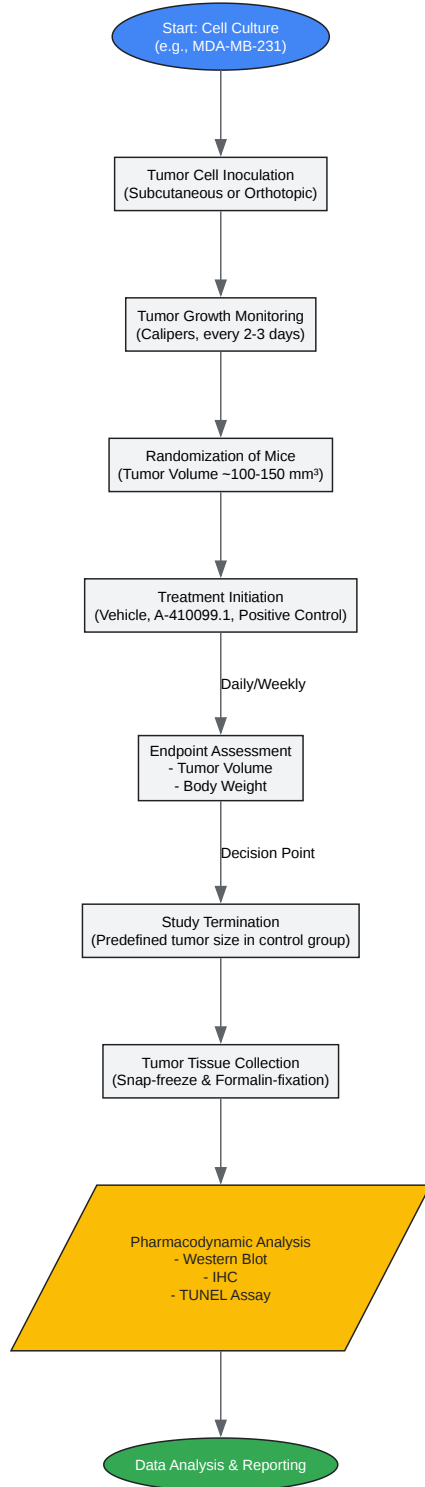 Start: Cell Culture
(e.g., MDA-MB-231)
Tumor Cell Inoculation
(Subcutaneous or Orthotopic)
Tumor Growth Monitoring
(Calipers, every 2-3 days)
Randomization of Mice
(Tumor Volume ~100-150 mm³)
Treatment Initiation
(Vehicle, A-410099.1, Positive Control)
Daily/Weekly
Endpoint Assessment
- Tumor Volume
- Body Weight
Decision Point
Study Termination
(Predefined tumor size in control group)
Tumor Tissue Collection
(Snap-freeze & Formalin-fixation)
Pharmacodynamic Analysis
- Western Blot
- IHC
- TUNEL Assay
Data Analysis & Reporting